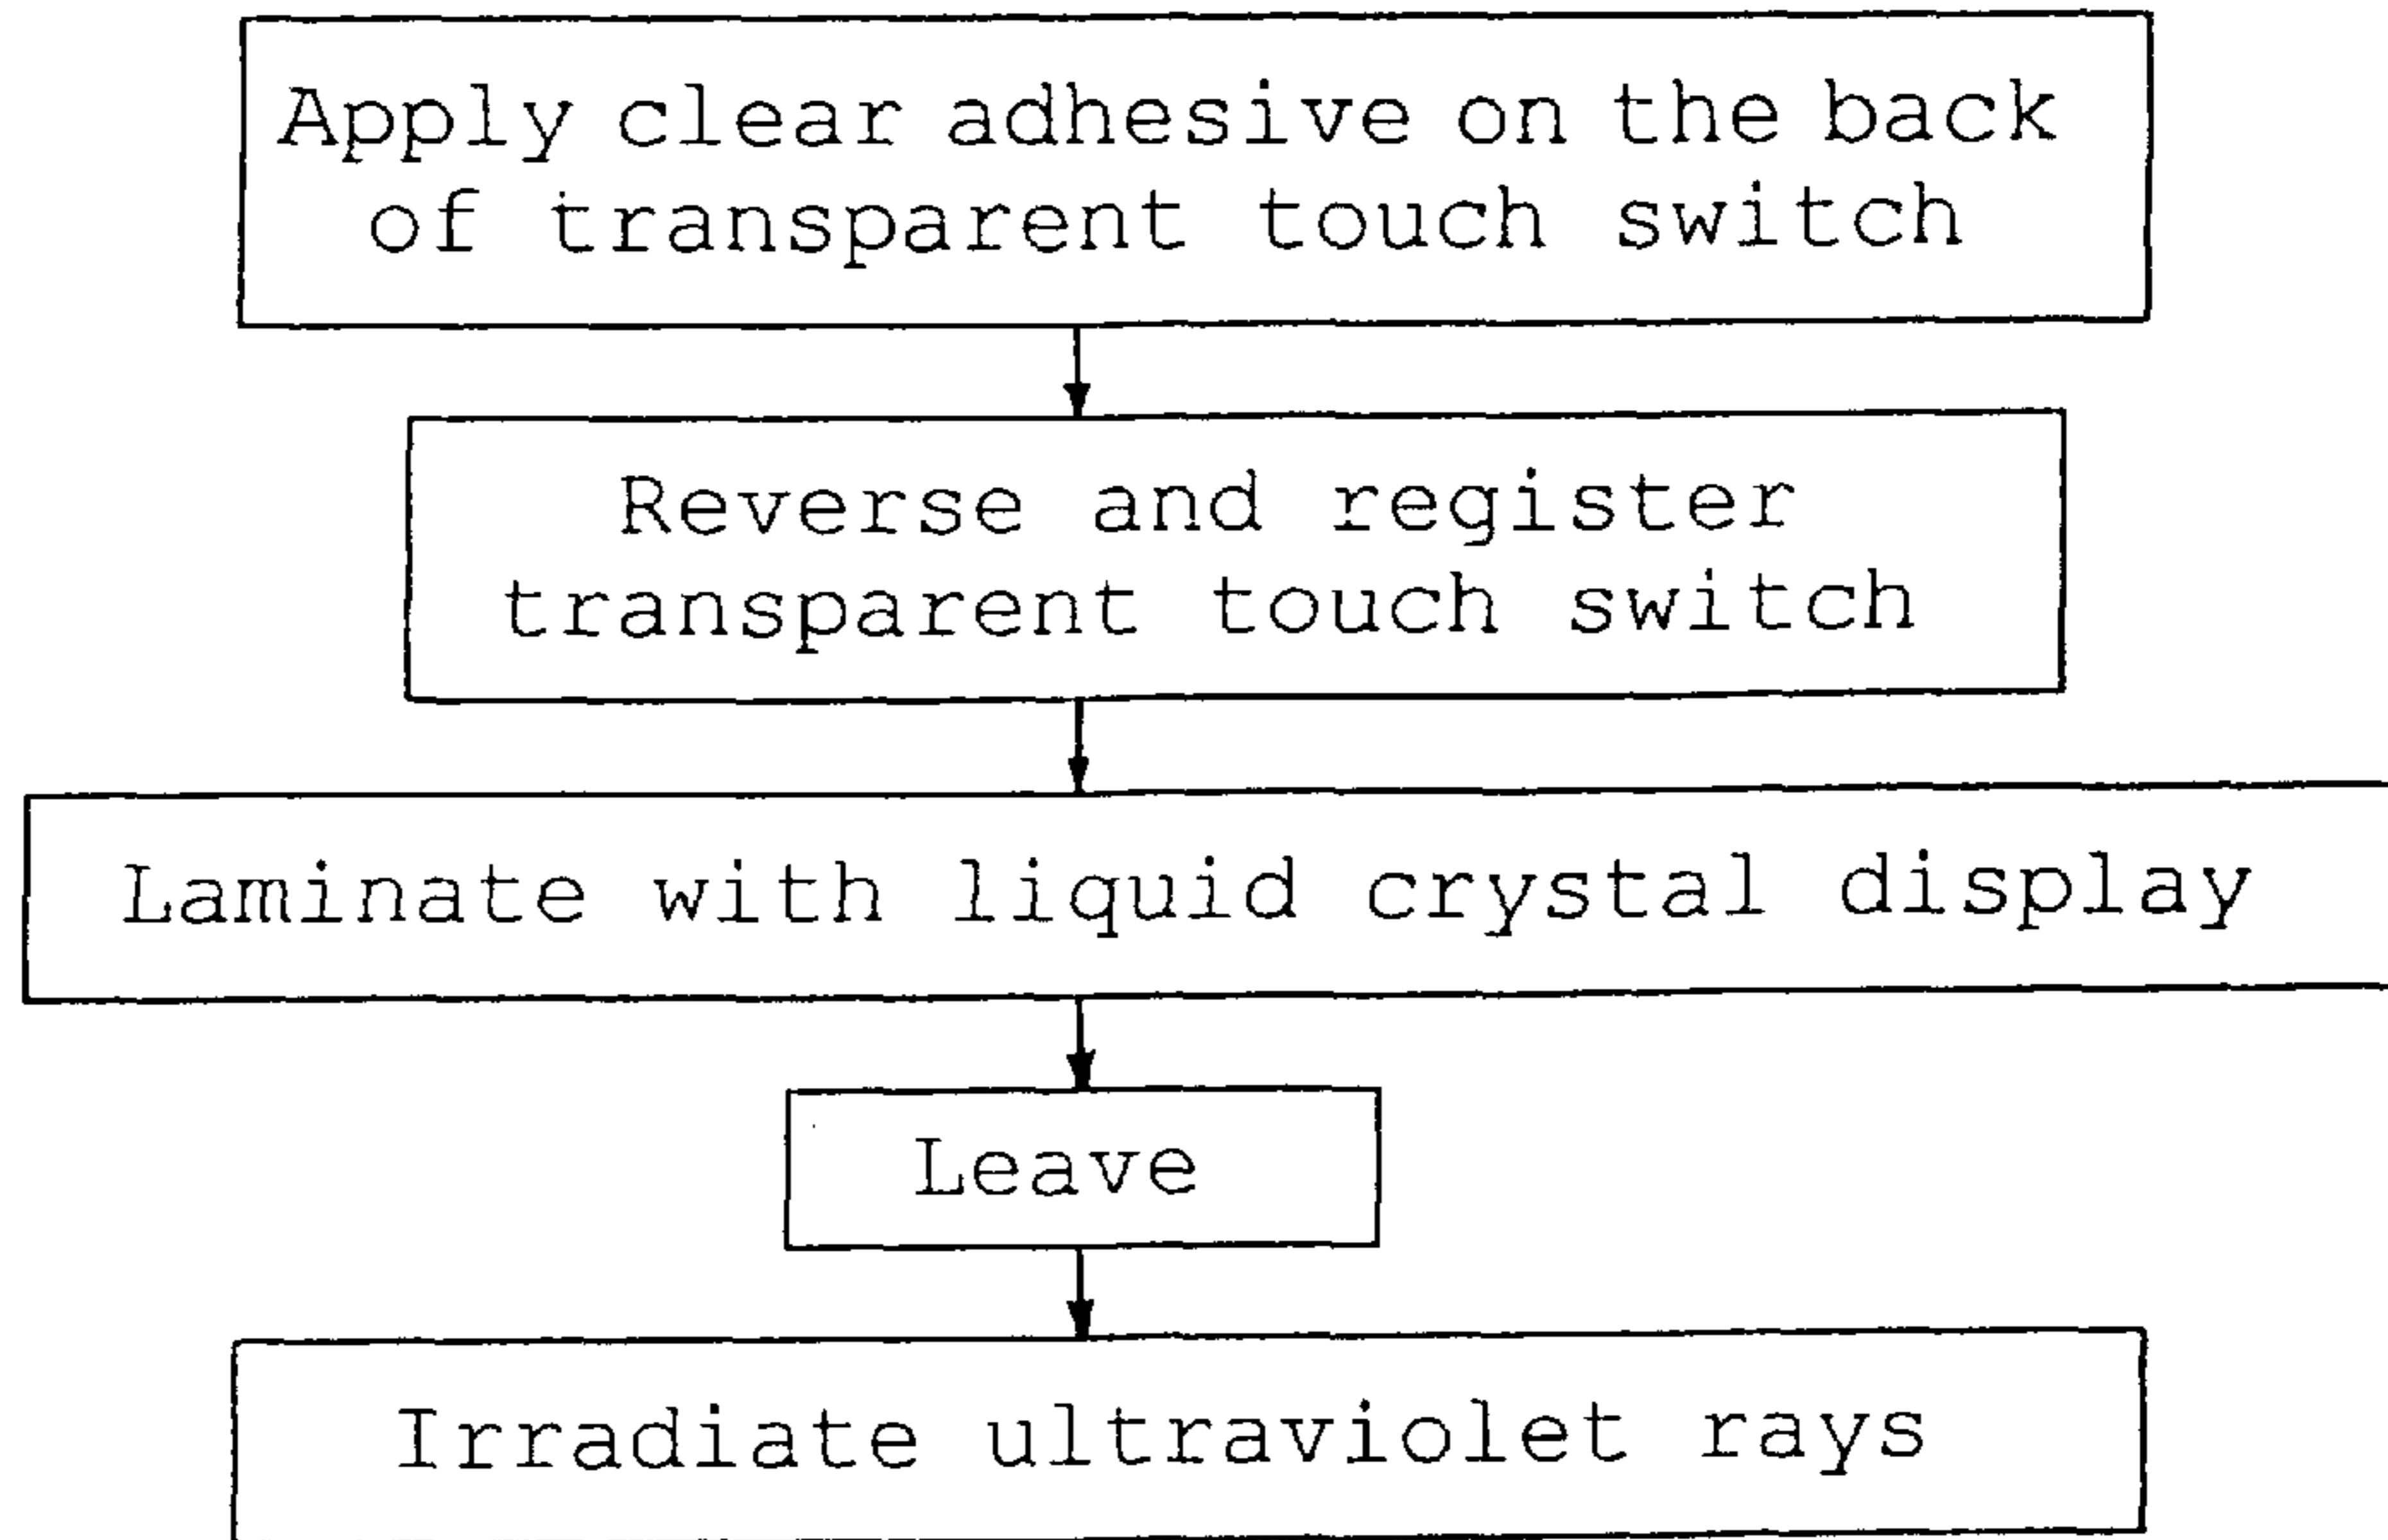 Apply clear adhesive on the back
of transparent touch switch
Reverse and register
transparent touch switch
Laminate with liquid crystal display
Leave
Irradiate ultraviolet rays